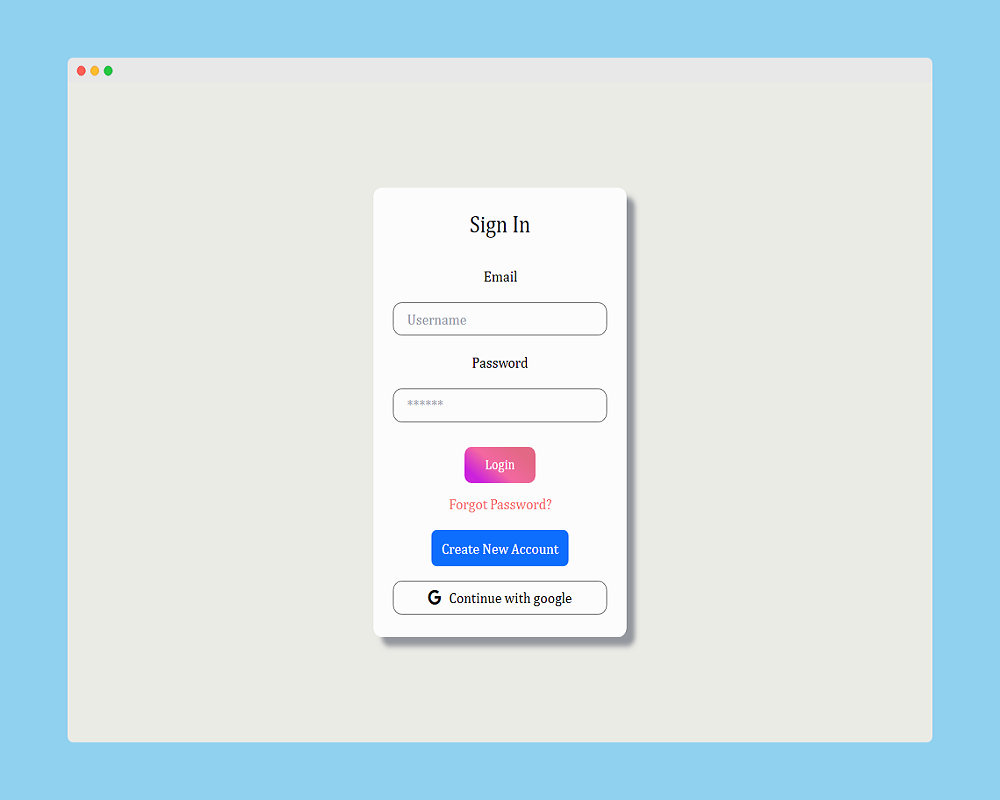 Sign In
Email
Username
Password
******
Login
Forgot Password?
Create New Account
G Continue with google